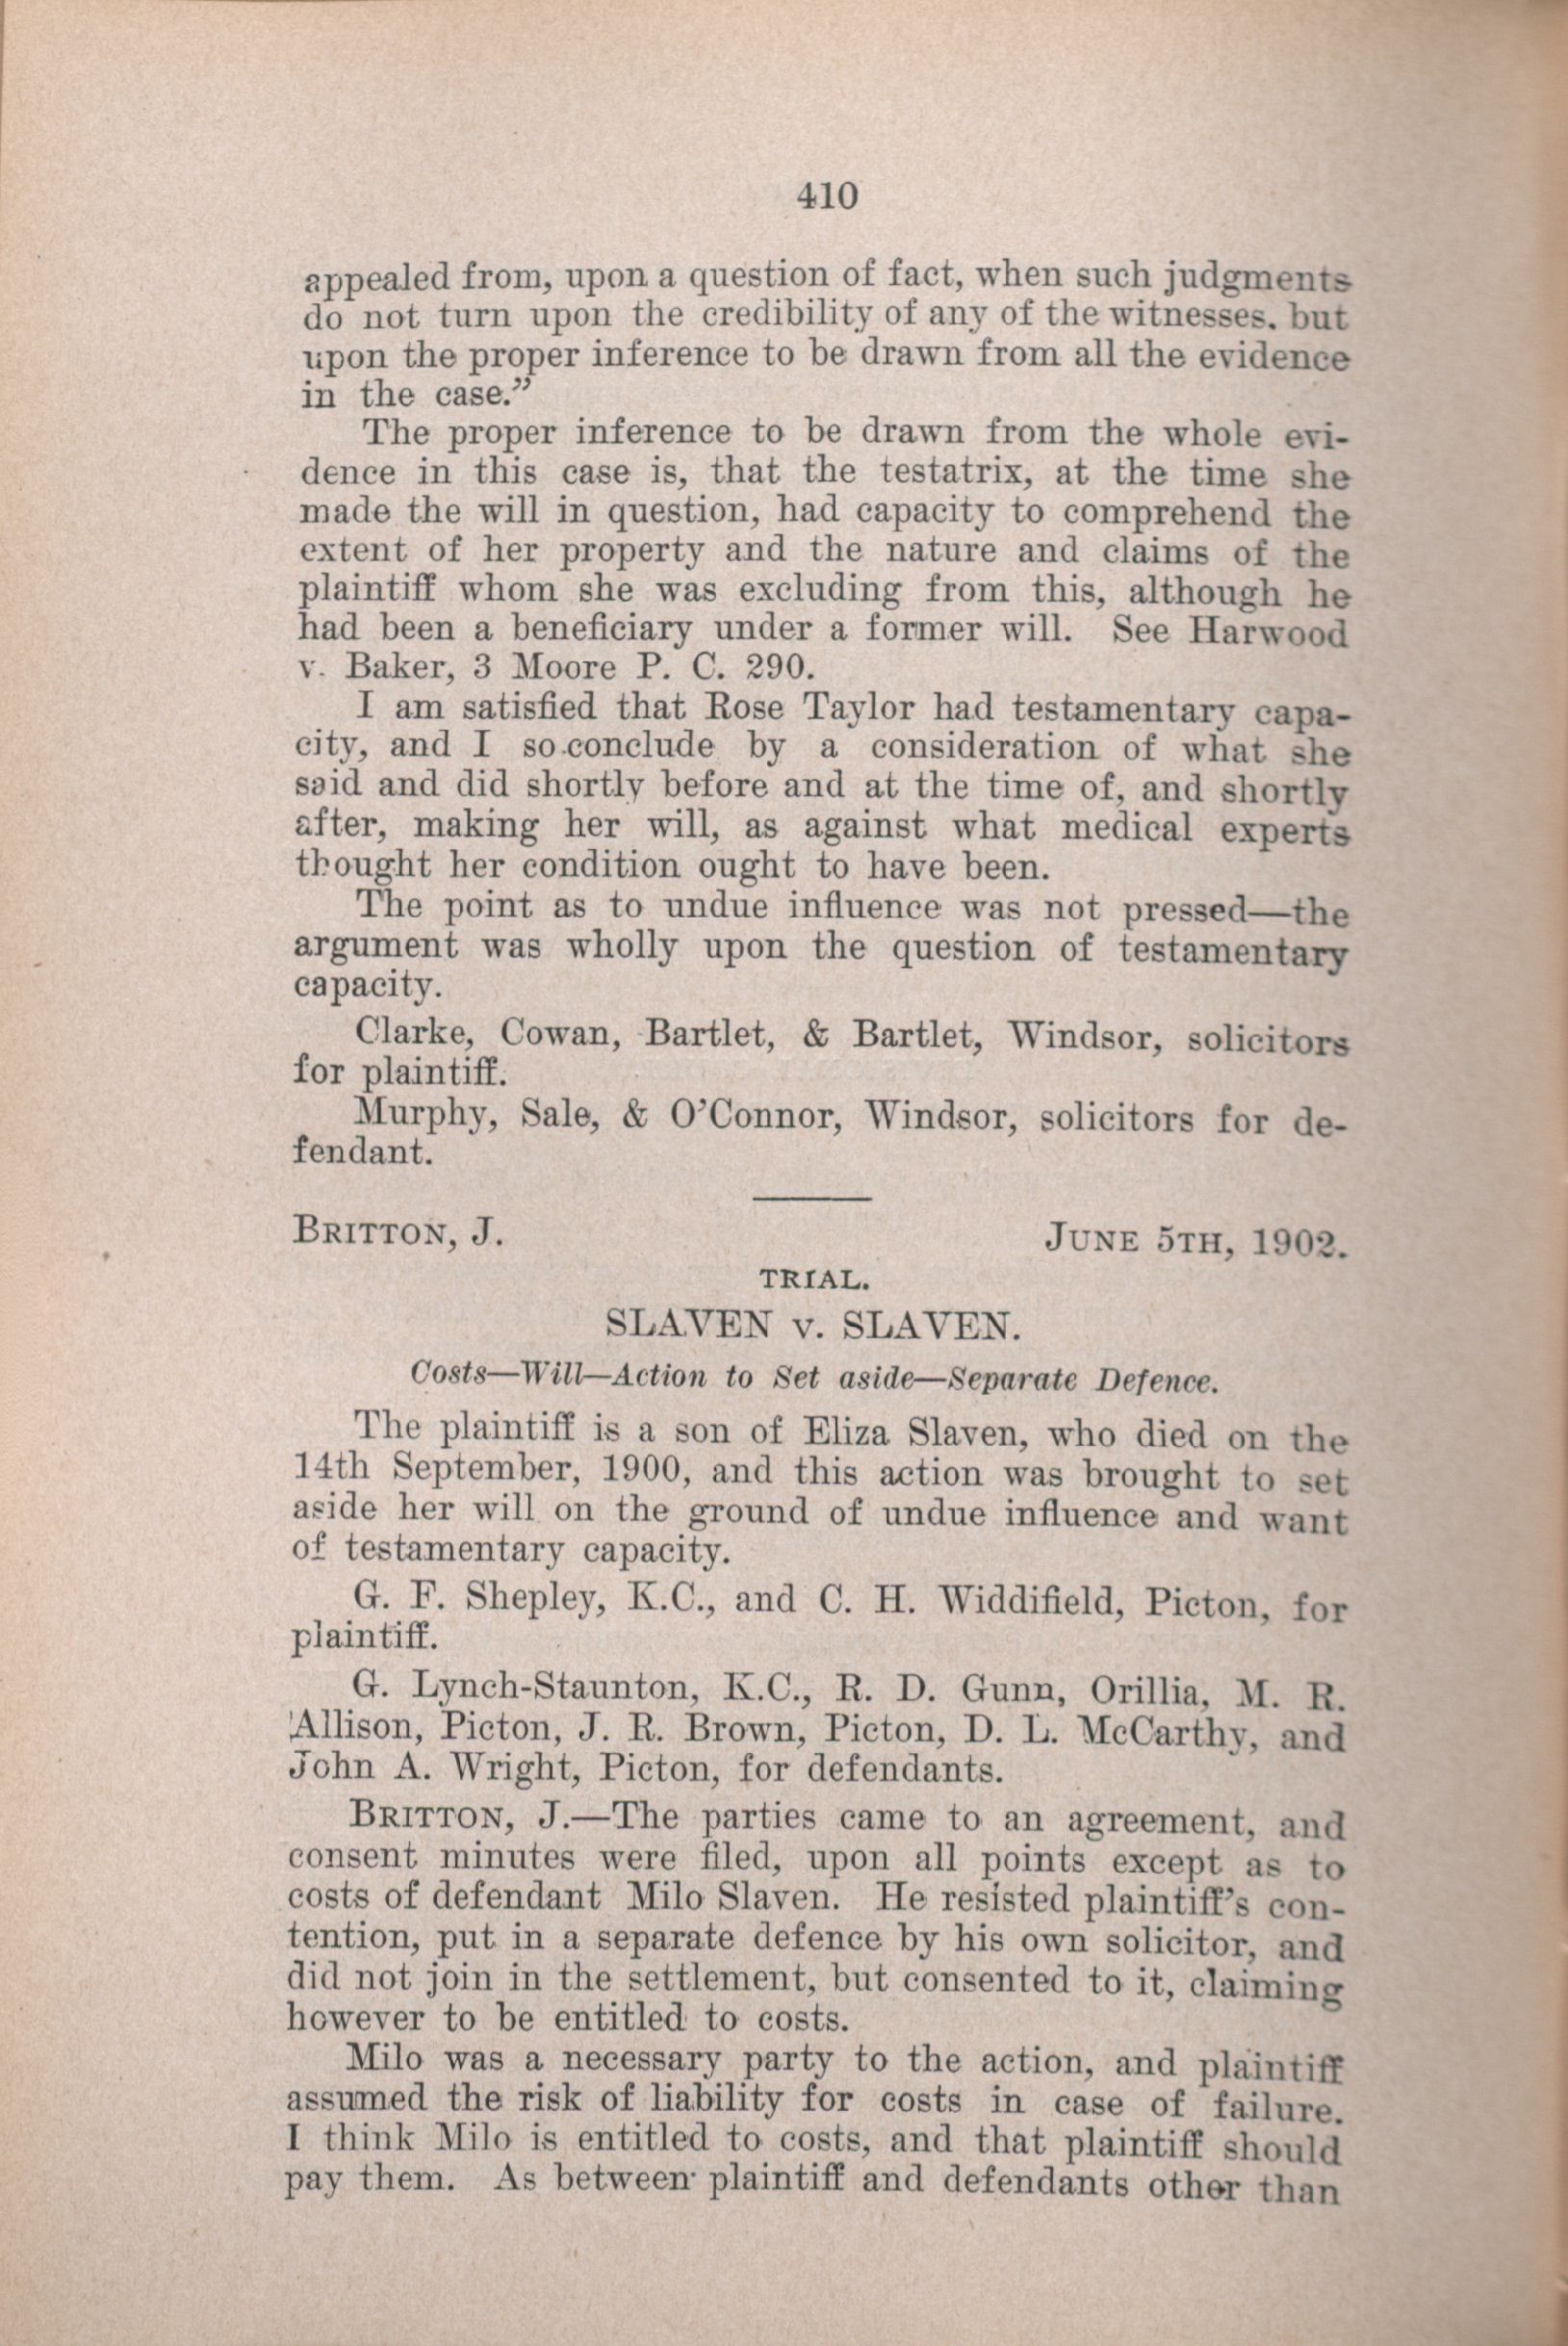 410
appealed from, upon a question of fact, when such judgments
do not turn upon the credibility of any of the witnesses. but
upon the proper inference to be drawn from all the evidence
in the case.”
The proper inference to be drawn from the whole evi-
dence in this case is, that the testatrix, at the time she
made the will in question, had capacity to comprehend the
extent of her property and the nature and claims of the
plaintiff whom she was excluding from this, although he
had been a beneficiary under a former will. See Harwood
v. Baker, 3 Moore P. C. 290.
I am satisfied that Rose Taylor had testamentary capa-
city, and I so conclude by a consideration of what she
said and did shortly before and at the time of, and shortly
after, making her will, as against what medical experts
thought her condition ought to have been.
The point as to undue influence was not pressed—the
argument was wholly upon the question of testamentary
capacity.
Clarke, Cowan, Bartlet, & Bartlet, Windsor, solicitors
for plaintiff.
Murphy, Sale, & O’Connor, Windsor, solicitors for de-
fendant.
BRITTON, J. JUNE 5TH, 1902.
TRIAL.
SLAVEN v. SLAVEN.
Costs—Will—Action to Set aside—Separate Defence.
The plaintiff is a son of Eliza Slaven, who died on the
14th September, 1900, and this action was brought to set
aside her will on the ground of undue influence and want
of testamentary capacity.
G. F. Shepley, K.C., and C. H. Widdifield, Picton, for
plaintiff.
G. Lynch-Staunton, K.C., R. D. Gunn, Orillia, M. R.
Allison, Picton, J. R. Brown, Picton, D. L. McCarthy, and
John A. Wright, Picton, for defendants.
BRITTON, J.—The parties came to an agreement, and
consent minutes were filed, upon all points except as to
costs of defendant Milo Slaven. He resisted plaintiff’s con-
tention, put in a separate defence by his own solicitor, and
did not join in the settlement, but consented to it, claiming
however to be entitled to costs.
Milo was a necessary party to the action, and plaintiff
assumed the risk of liability for costs in case of failure.
I think Milo is entitled to costs, and that plaintiff should
pay them. As between plaintiff and defendants other than